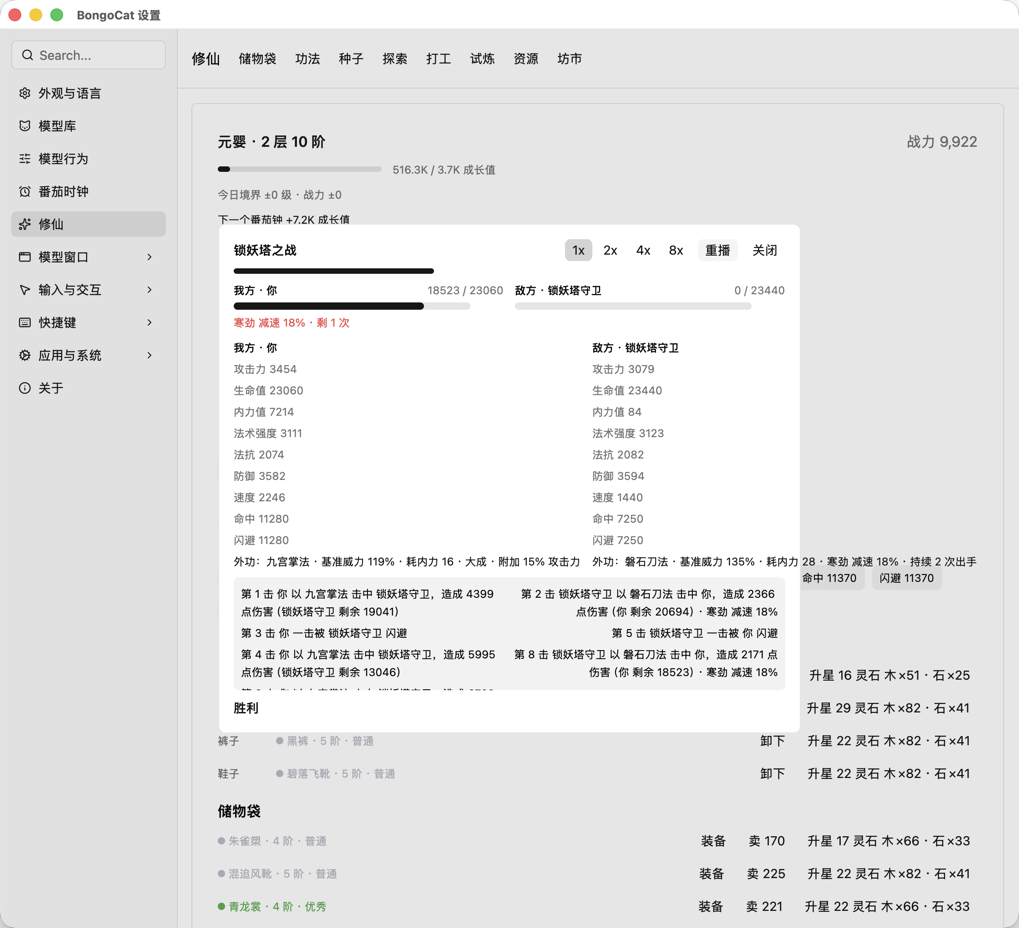 BongoCat 设置
Search...
外观与语言
模型库
模型行为
番茄时钟
修仙
模型窗口
输入与交互
快捷键
应用与系统
关于
修仙 储物袋 功法 种子 探索 打工 试炼 资源 坊市
元婴 · 2 层 10 阶 战力 9,922
516.3K / 3.7K 成长值
今日境界 ±0 级 · 战力 ±0
下一个番茄钟 +7.2K 成长值
锁妖塔之战 1x 2x 4x 8x 重播 关闭
我方 · 你 18523 / 23060 敌方 · 锁妖塔守卫 0 / 23440
寒劲 减速 18% · 剩 1 次
我方 · 你 敌方 · 锁妖塔守卫
攻击力 3454 攻击力 3079
生命值 23060 生命值 23440
内力值 7214 内力值 84
法术强度 3111 法术强度 3123
法抗 2074 法抗 2082
防御 3582 防御 3594
速度 2246 速度 1440
命中 11280 命中 7250
闪避 11280 闪避 7250
外功：九宫掌法 · 基准威力 119% · 耗内力 16 · 大成 · 附加 15% 攻击力 外功：磐石刀法 · 基准威力 135% · 耗内力 28 · 寒劲 减速 18% · 持续 2 次出手
命中 11370 闪避 11370
第 1 击 你 以 九宫掌法 击中 锁妖塔守卫，造成 4399
点伤害 (锁妖塔守卫 剩余 19041)
第 2 击 锁妖塔守卫 以 磐石刀法 击中 你，造成 2366
点伤害 (你 剩余 20694) · 寒劲 减速 18%
第 3 击 你 一击被 锁妖塔守卫 闪避
第 5 击 锁妖塔守卫 一击被 你 闪避
第 4 击 你 以 九宫掌法 击中 锁妖塔守卫，造成 5995
点伤害 (锁妖塔守卫 剩余 13046)
第 8 击 锁妖塔守卫 以 磐石刀法 击中 你，造成 2171 点
伤害 (你 剩余 18523) · 寒劲 减速 18%
胜利
升星 16 灵石 木×51 · 石×25
升星 29 灵石 木×82 · 石×41
裤子 黑裤 · 5 阶 · 普通 卸下 升星 22 灵石 木×82 · 石×41
鞋子 碧落飞靴 · 5 阶 · 普通 卸下 升星 22 灵石 木×82 · 石×41
储物袋
朱雀槊 · 4 阶 · 普通 装备 卖 170 升星 17 灵石 木×66 · 石×33
混追风靴 · 5 阶 · 普通 装备 卖 225 升星 22 灵石 木×82 · 石×41
青龙裳 · 4 阶 · 优秀 装备 卖 221 升星 22 灵石 木×66 · 石×33